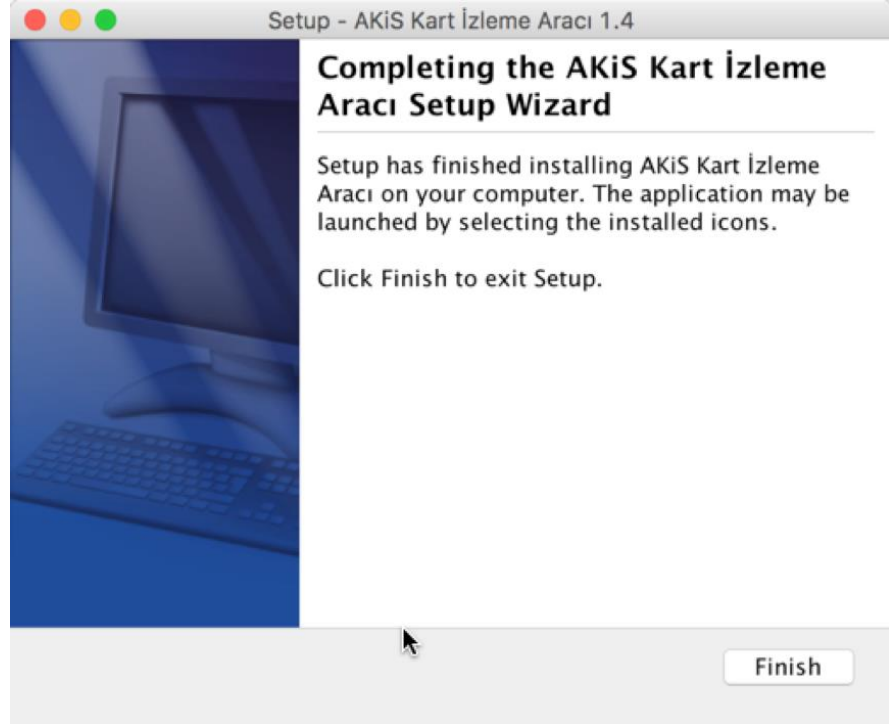 Setup - AKiS Kart İzleme Aracı 1.4
Completing the AKiS Kart İzleme
Aracı Setup Wizard
Setup has finished installing AKiS Kart İzleme
Aracı on your computer. The application may be
launched by selecting the installed icons.
Click Finish to exit Setup.
Finish